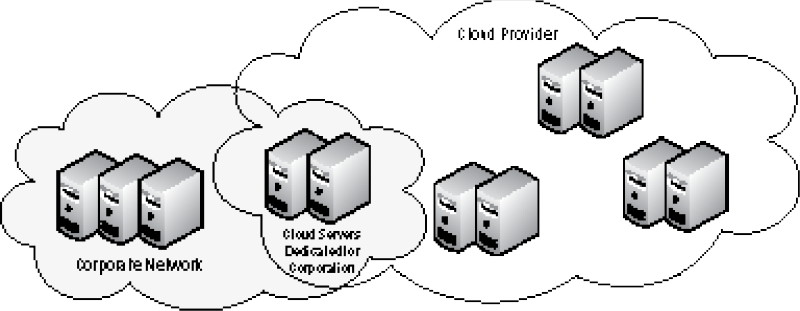 Cloud Provider
Cloud Servers
Dedicated for
Corporation
Corporate Network